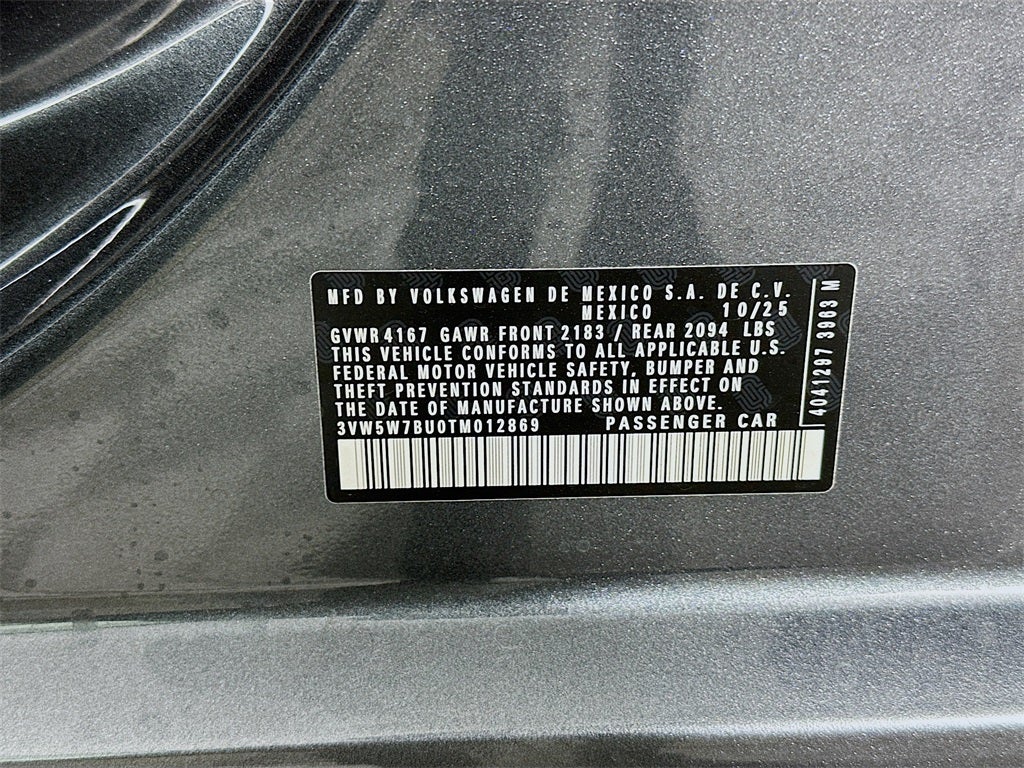 MFD BY VOLKSWAGEN DE MEXICO S.A. DE C.V.
MEXICO 10/25
GVWR 4167 GAWR FRONT 2183 / REAR 2094 LBS
THIS VEHICLE CONFORMS TO ALL APPLICABLE U.S.
FEDERAL MOTOR VEHICLE SAFETY, BUMPER AND
THEFT PREVENTION STANDARDS IN EFFECT ON
THE DATE OF MANUFACTURE SHOWN ABOVE.
3VW5W7BU0TM012869 PASSENGER CAR
4041297 3963 M